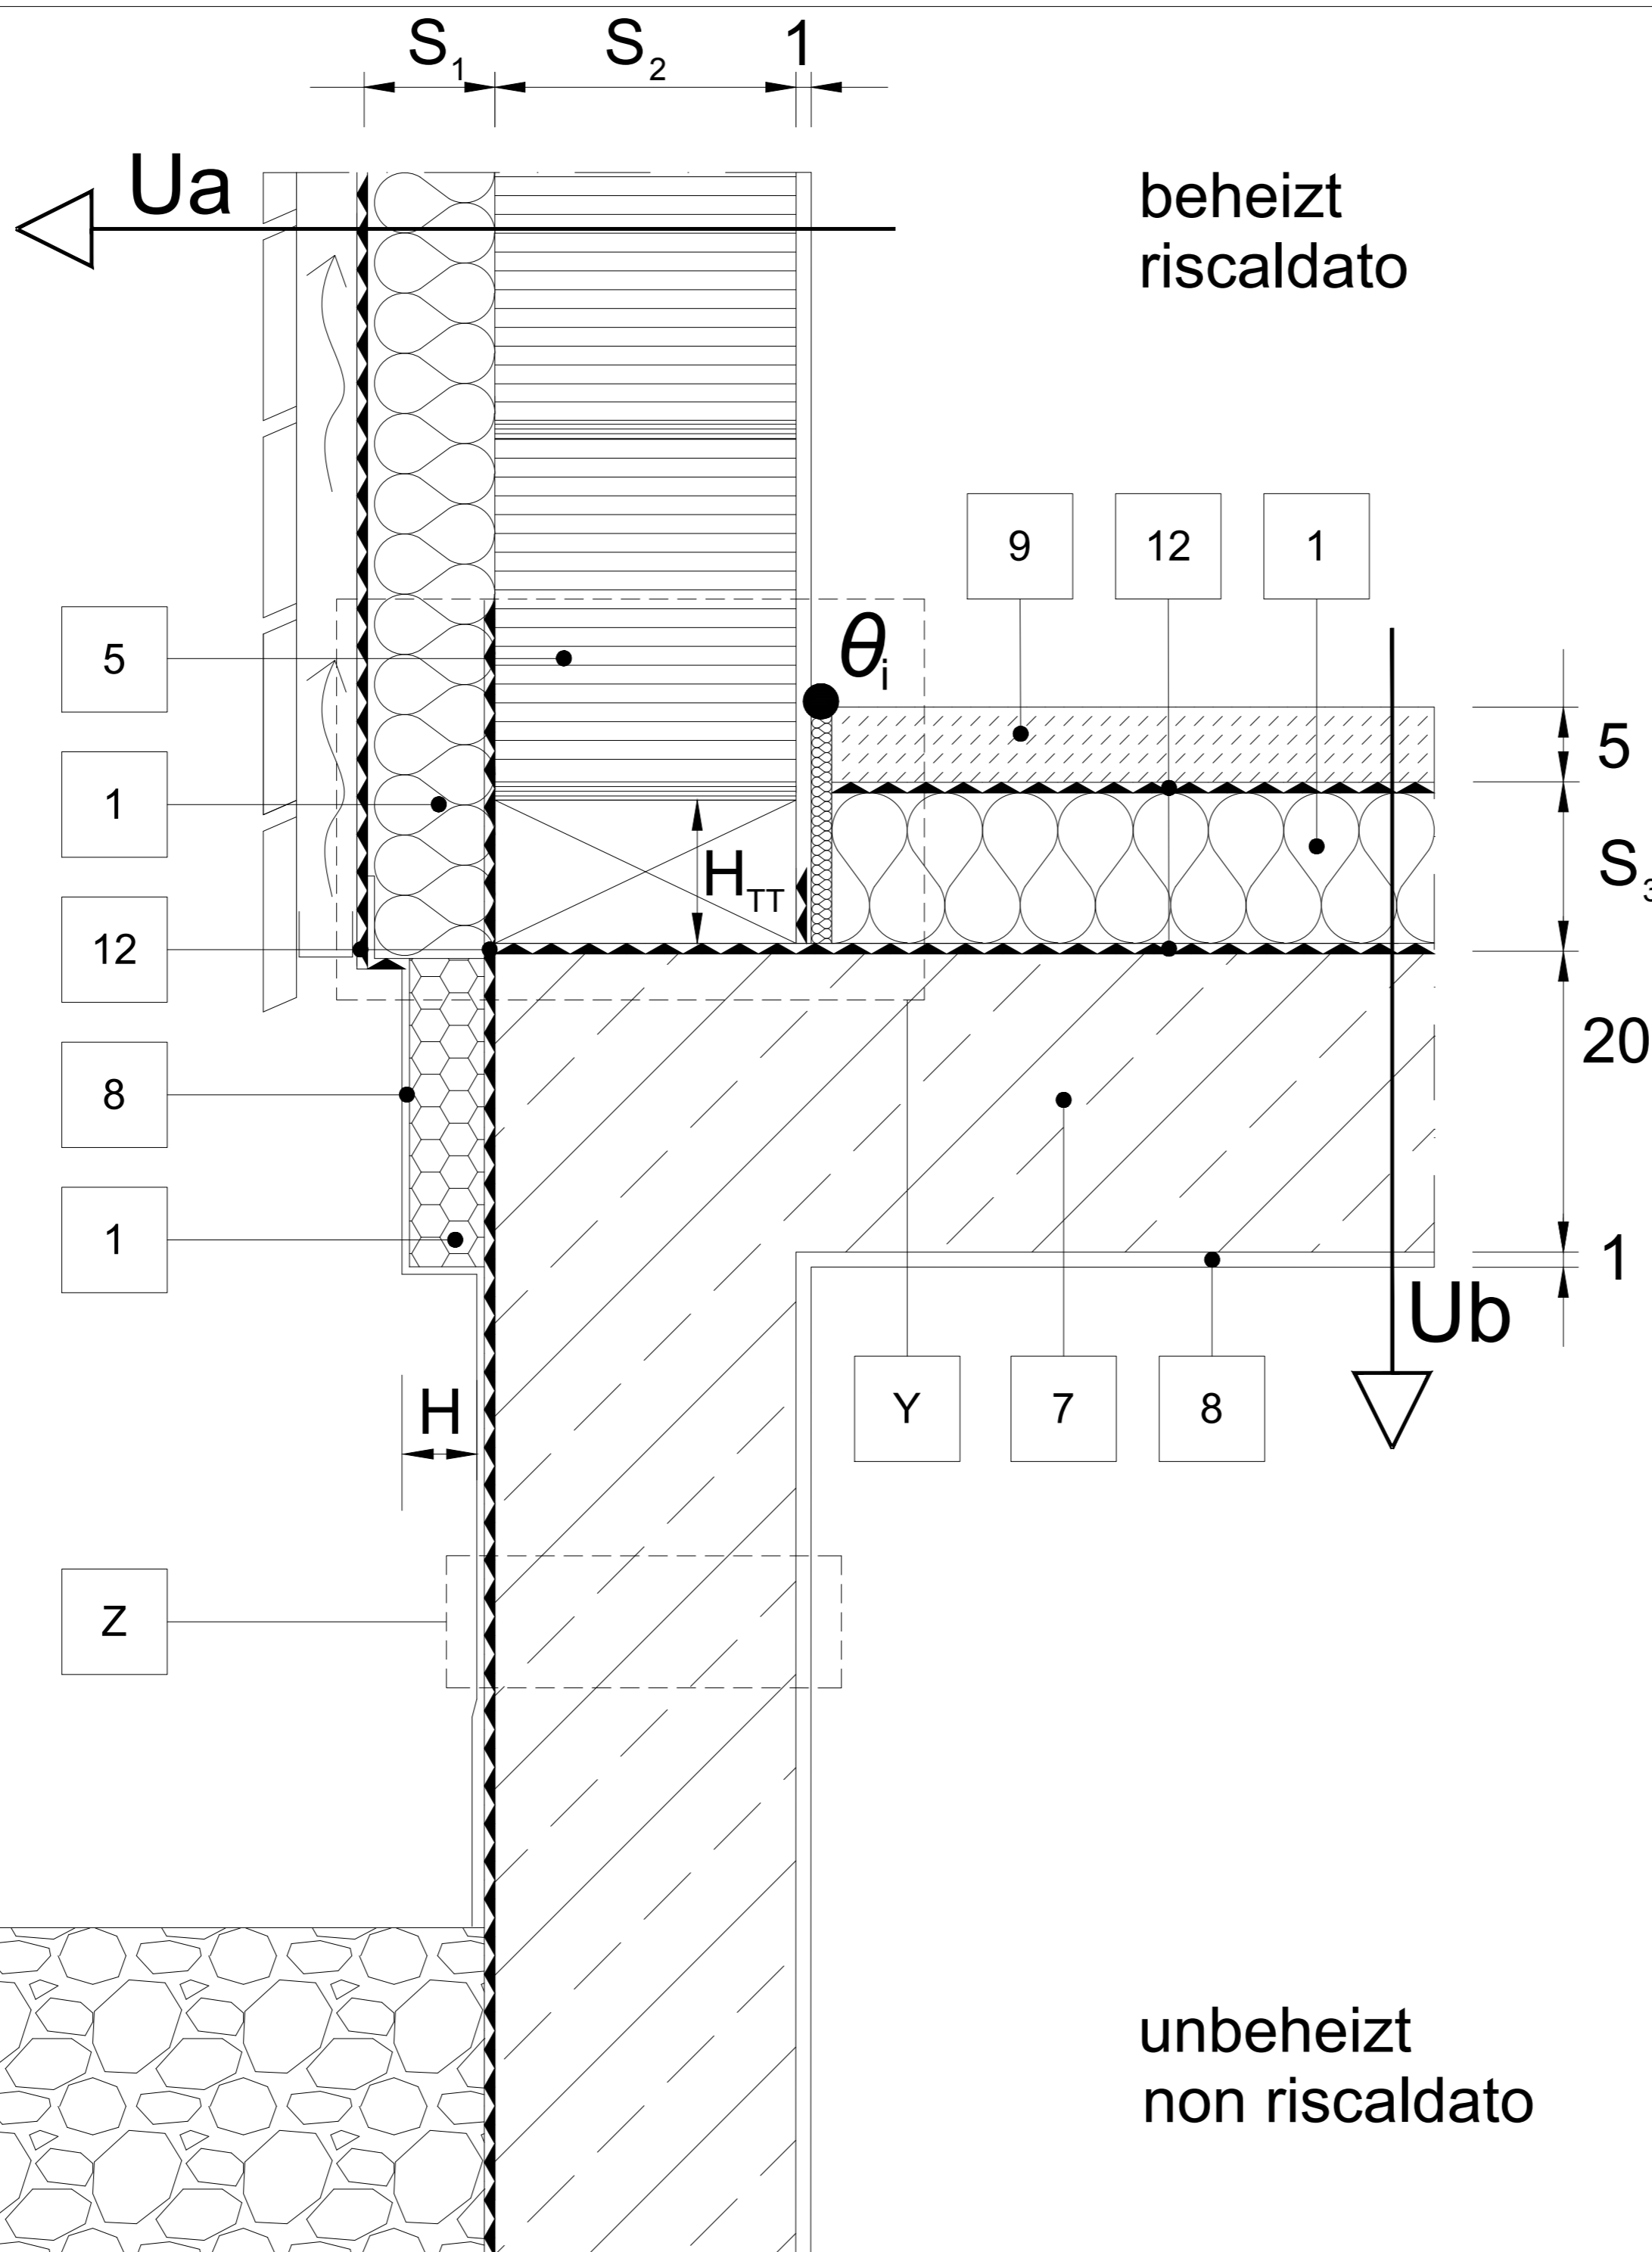 S₁ S₂ 1
Ua
beheizt
riscaldato
9 12 1
5
θᵢ
5
1
H_TT
S₃
12
20
8
1
1
Ub
H
Y 7 8
Z
unbeheizt
non riscaldato